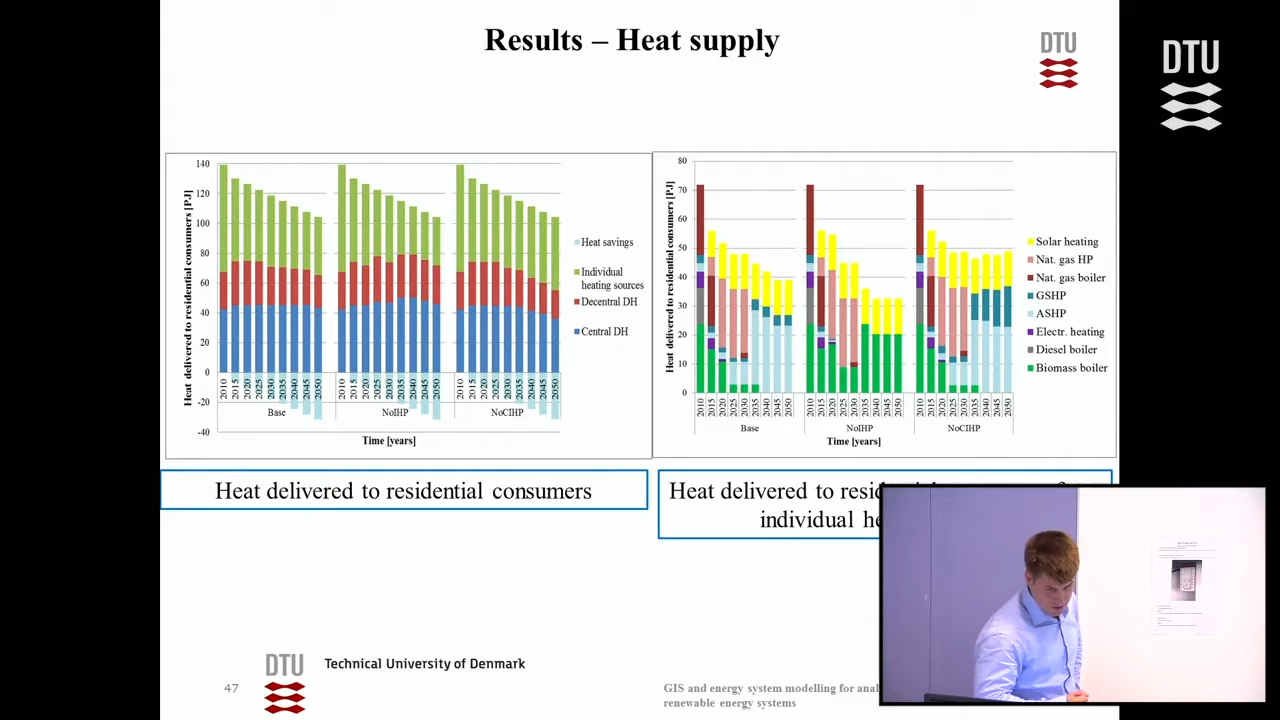 Results – Heat supply
DTU
DTU
Heat delivered to residential consumers [PJ]
140
120
100
80
60
40
20
0
-20
-40
2010
2015
2020
2025
2030
2035
2040
2045
2050
2010
2015
2020
2025
2030
2035
2040
2045
2050
2010
2015
2020
2025
2030
2035
2040
2045
2050
Base
NoIHP
NoCIHP
Time [years]
Heat savings
Individual
heating sources
Decentral DH
Central DH
Heat delivered to residential consumers [PJ]
80
70
60
50
40
30
20
10
0
2010
2015
2020
2025
2030
2035
2040
2045
2050
2010
2015
2020
2025
2030
2035
2040
2045
2050
2010
2015
2020
2025
2030
2035
2040
2045
2050
Base
NoIHP
NoCIHP
Time [years]
Solar heating
Nat. gas HP
Nat. gas boiler
GSHP
ASHP
Electr. heating
Diesel boiler
Biomass boiler
Heat delivered to residential consumers
Heat delivered to
individual
47
DTU
Technical University of Denmark
GIS and energy system modelling for
renewable energy systems